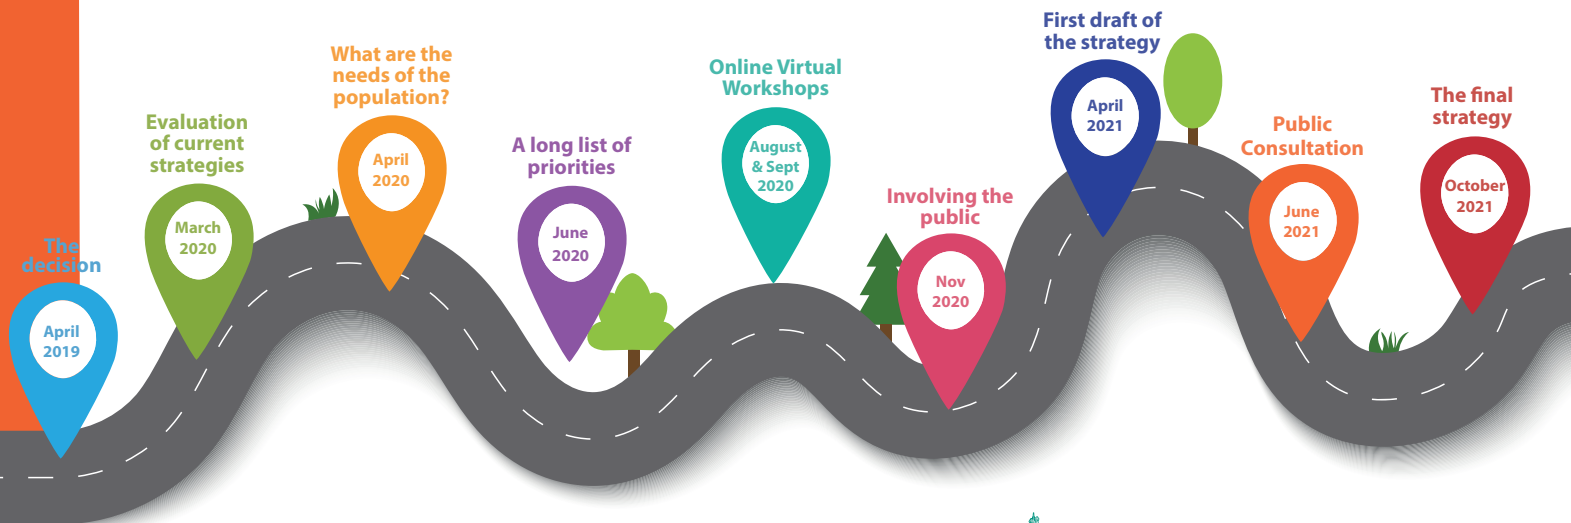 The
decision
April
2019
Evaluation
of current
strategies
March
2020
What are the
needs of the
population?
April
2020
A long list of
priorities
June
2020
Online Virtual
Workshops
August
& Sept
2020
Involving the
public
Nov
2020
First draft of
the strategy
April
2021
Public
Consultation
June
2021
The final
strategy
October
2021